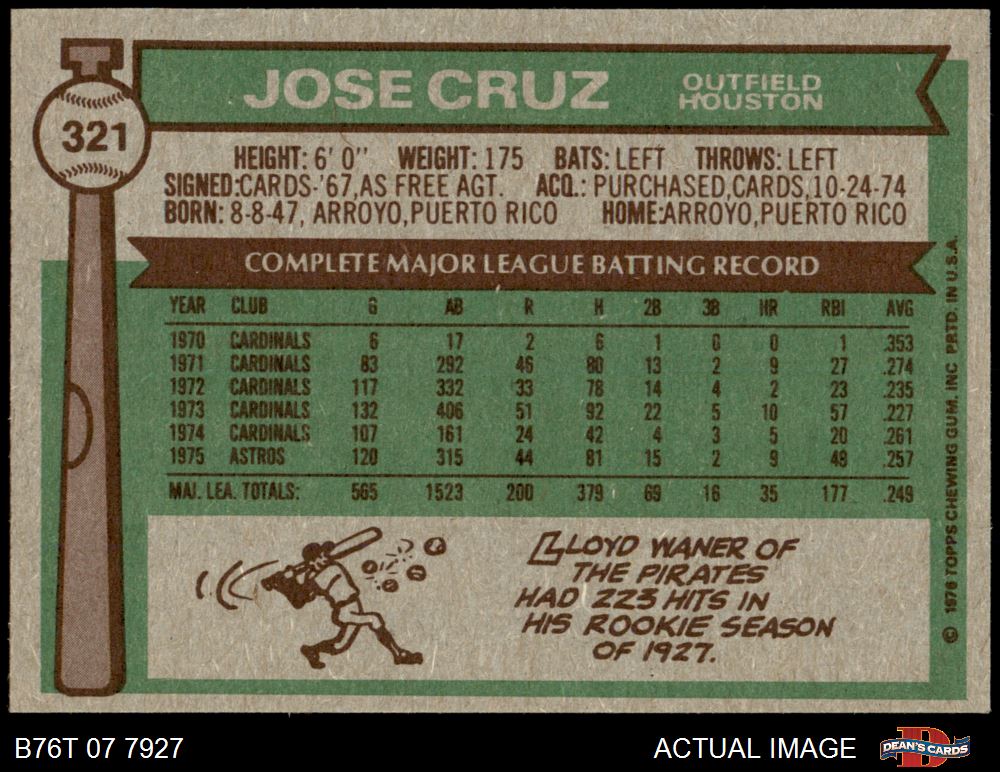 JOSE CRUZ OUTFIELD
HOUSTON
321
HEIGHT: 6' 0" WEIGHT: 175 BATS: LEFT THROWS: LEFT
SIGNED:CARDS-'67,AS FREE AGT. ACQ.: PURCHASED,CARDS,10-24-74
BORN: 8-8-47, ARROYO,PUERTO RICO HOME:ARROYO,PUERTO RICO
COMPLETE MAJOR LEAGUE BATTING RECORD
YEAR CLUB G AB R H 2B 3B HR RBI AVG
1970 CARDINALS 6 17 2 6 1 0 0 1 .353
1971 CARDINALS 83 292 46 80 13 2 9 27 .274
1972 CARDINALS 117 332 33 78 14 4 2 23 .235
1973 CARDINALS 132 406 51 92 22 5 10 57 .227
1974 CARDINALS 107 161 24 42 4 3 5 20 .261
1975 ASTROS 120 315 44 81 15 2 9 49 .257
MAJ. LEA. TOTALS: 565 1523 200 379 69 16 35 177 .249
LLOYD WANER OF
THE PIRATES
HAD 223 HITS IN
HIS ROOKIE SEASON
OF 1927.
© 1976 TOPPS CHEWING GUM, INC PRTD. IN U.S.A.
B76T 07 7927 ACTUAL IMAGE
D
DEAN'S CARDS